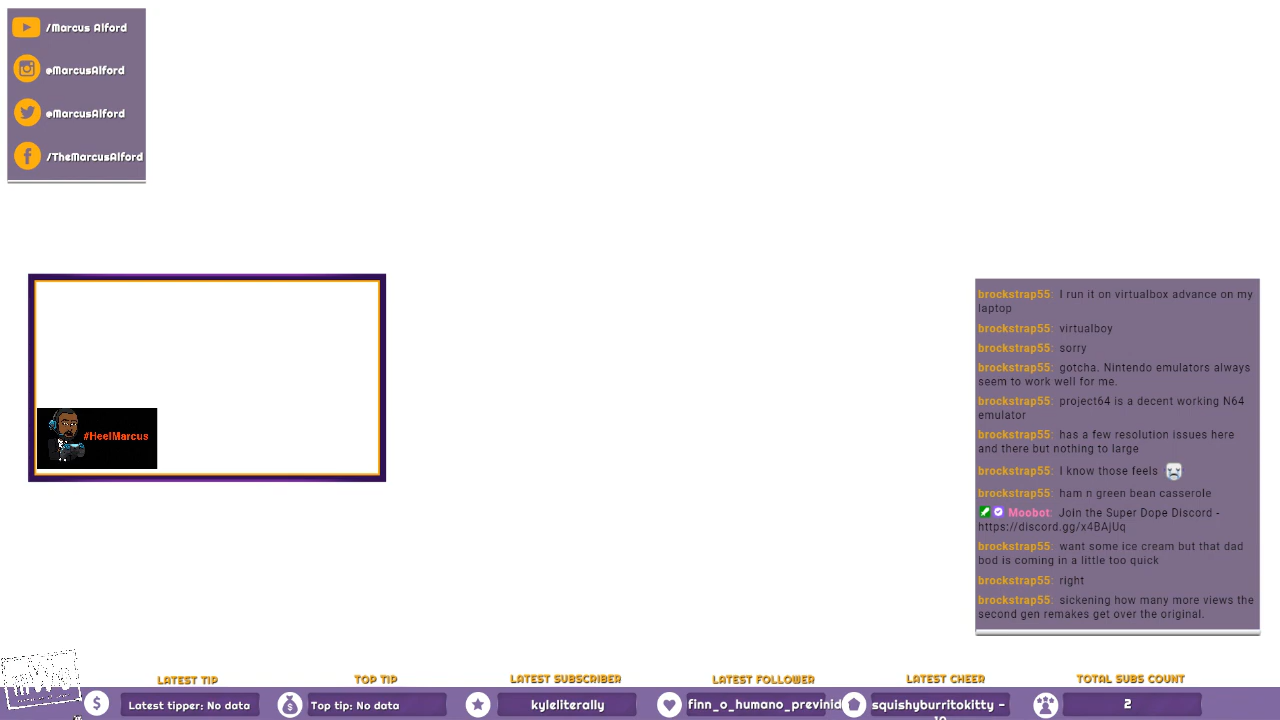 /Marcus Alford
@MarcusAlford
@MarcusAlford
/TheMarcusAlford
#HeelMarcus
brockstrap55: I run it on virtualbox advance on my
laptop
brockstrap55: virtualboy
brockstrap55: sorry
brockstrap55: gotcha. Nintendo emulators always
seem to work well for me.
brockstrap55: project64 is a decent working N64
emulator
brockstrap55: has a few resolution issues here
and there but nothing to large
brockstrap55: I know those feels
brockstrap55: ham n green bean casserole
Moobot: Join the Super Dope Discord -
https://discord.gg/x4BAjUq
brockstrap55: want some ice cream but that dad
bod is coming in a little too quick
brockstrap55: right
brockstrap55: sickening how many more views the
second gen remakes get over the original.
LATEST TIP
TOP TIP
LATEST SUBSCRIBER
LATEST FOLLOWER
LATEST CHEER
TOTAL SUBS COUNT
Latest tipper: No data
Top tip: No data
kyleliterally
finn_o_humano_previnid
squishyburritokitty -
2